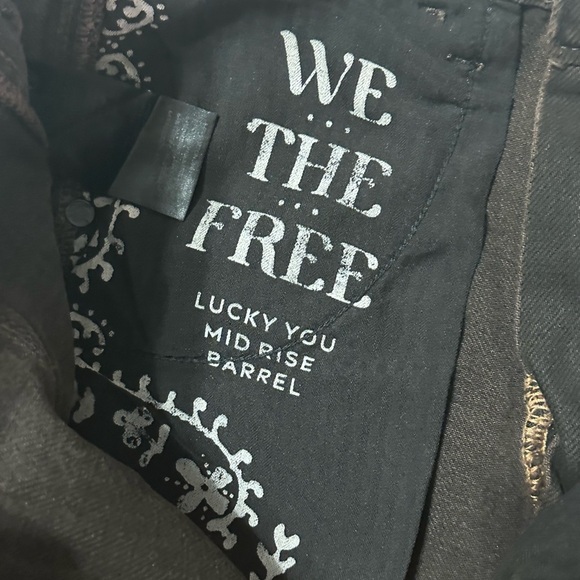 WE
THE
FREE
LUCKY YOU
MID RISE
BARREL